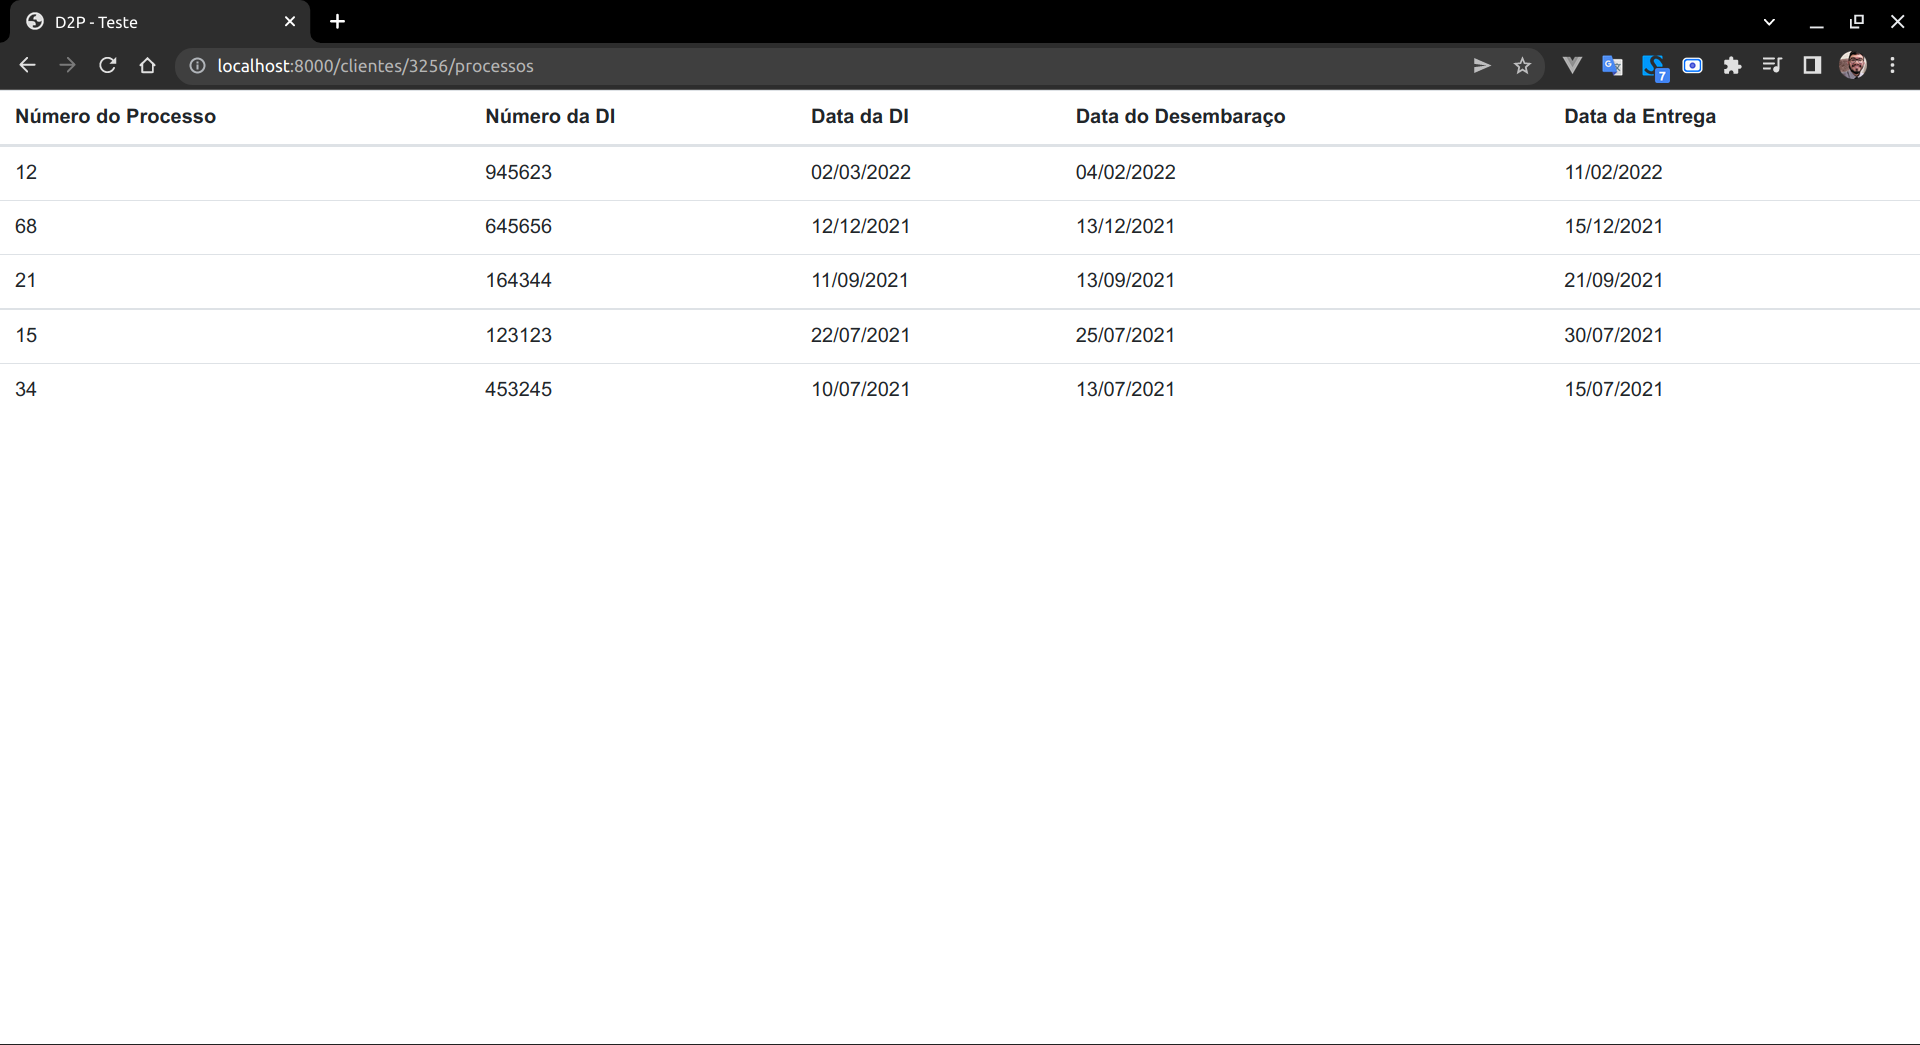 D2P - Teste
localhost:8000/clientes/3256/processos
7
Número do Processo Número da DI Data da DI Data do Desembaraço Data da Entrega
12 945623 02/03/2022 04/02/2022 11/02/2022
68 645656 12/12/2021 13/12/2021 15/12/2021
21 164344 11/09/2021 13/09/2021 21/09/2021
15 123123 22/07/2021 25/07/2021 30/07/2021
34 453245 10/07/2021 13/07/2021 15/07/2021